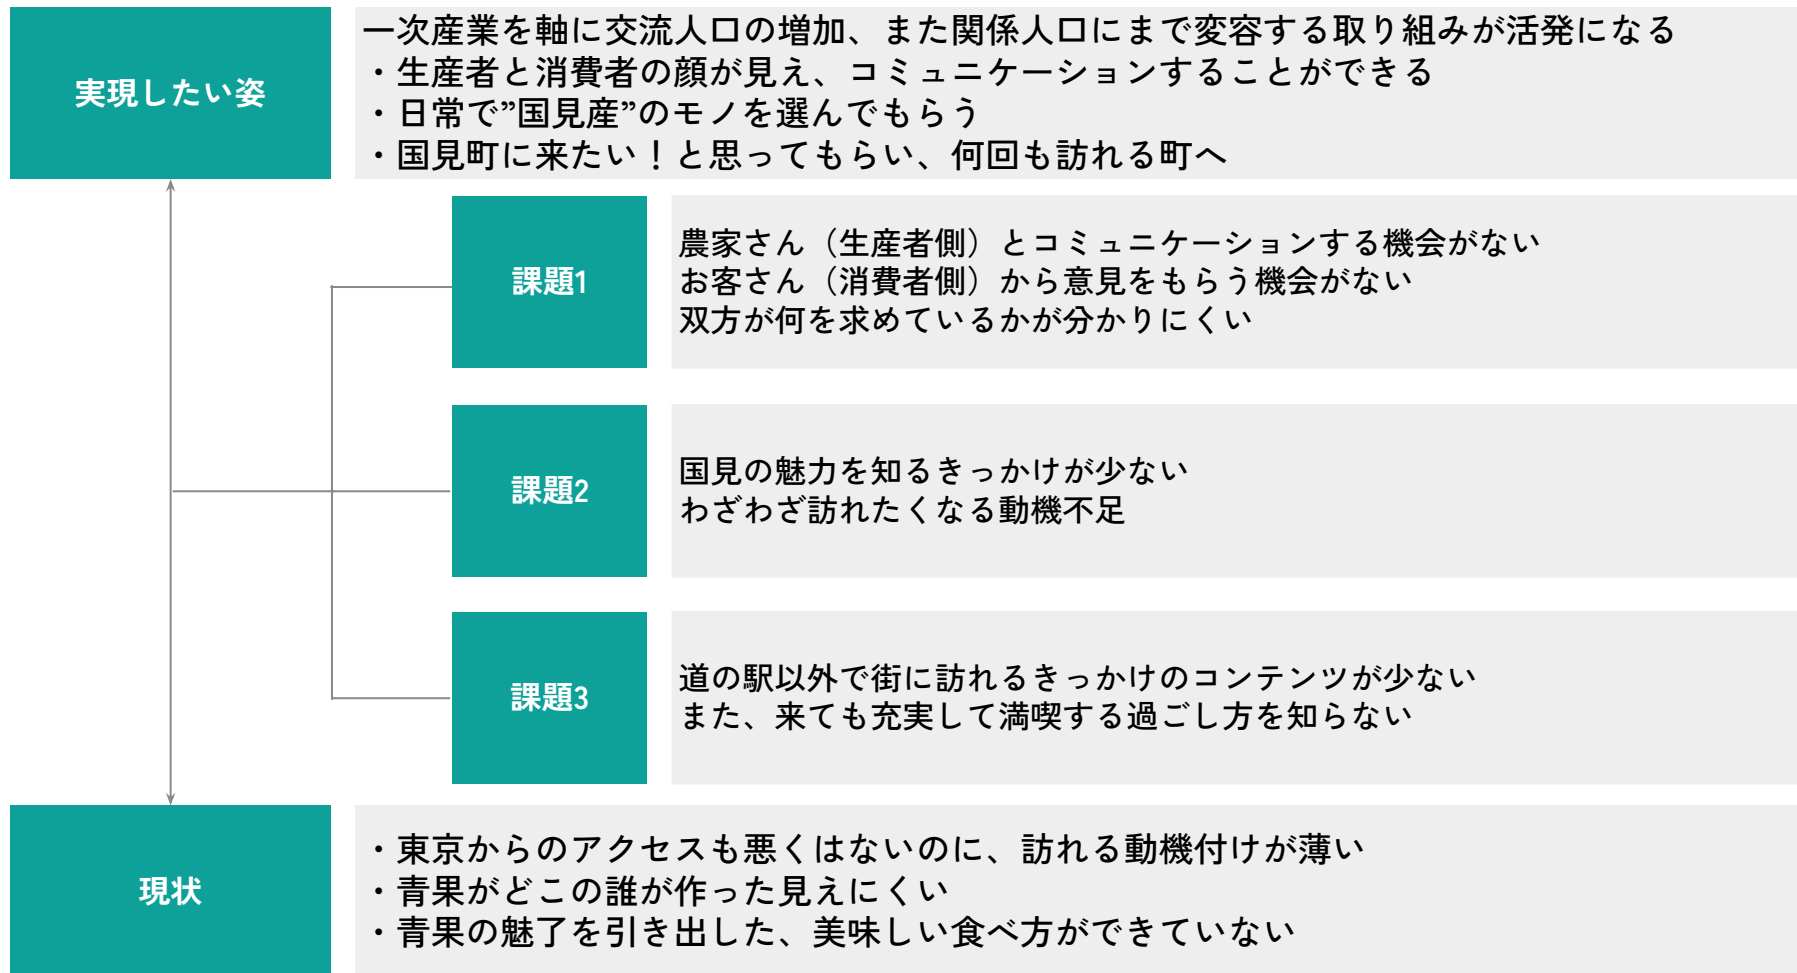 実現したい姿
一次産業を軸に交流人口の増加、また関係人口にまで変容する取り組みが活発になる
・生産者と消費者の顔が見え、コミュニケーションすることができる
・日常で”国見産”のモノを選んでもらう
・国見町に来たい！と思ってもらい、何回も訪れる町へ
課題1
農家さん（生産者側）とコミュニケーションする機会がない
お客さん（消費者側）から意見をもらう機会がない
双方が何を求めているかが分かりにくい
課題2
国見の魅力を知るきっかけが少ない
わざわざ訪れたくなる動機不足
課題3
道の駅以外で街に訪れるきっかけのコンテンツが少ない
また、来ても充実して満喫する過ごし方を知らない
現状
・東京からのアクセスも悪くはないのに、訪れる動機付けが薄い
・青果がどこの誰が作った見えにくい
・青果の魅了を引き出した、美味しい食べ方ができていない